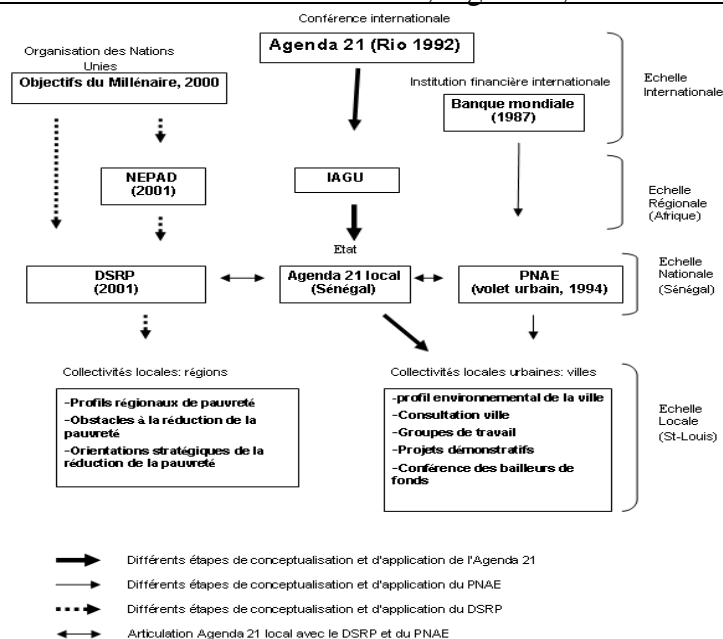 Conférence internationale
Agenda 21 (Rio 1992)
Organisation des Nations
Unies
Objectifs du Millénaire, 2000
Institution financière internationale
Banque mondiale
(1987)
Echelle
Internationale
NEPAD
(2001)
IAGU
Echelle
Régionale
(Afrique)
Etat
DSRP
(2001)
Agenda 21 local
(Sénégal)
PNAE
(volet urbain, 1994)
Echelle
Nationale
(Sénégal)
Collectivités locales: régions
-Profils régionaux de pauvreté
-Obstacles à la réduction de la
pauvreté
-Orientations stratégiques de la
réduction de la pauvreté
Collectivités locales urbaines: villes
-profil environnemental de la ville
-Consultation ville
-Groupes de travail
-Projets démonstratifs
-Conférence des bailleurs de
fonds
Echelle
Locale
(St-Louis)
Différents étapes de conceptualisation et d'application de l'Agenda 21
Différents étapes de conceptualisation et d'application du PNAE
Différents étapes de conceptualisation et d'application du DSRP
Articulation Agenda 21 local avec le DSRP et du PNAE